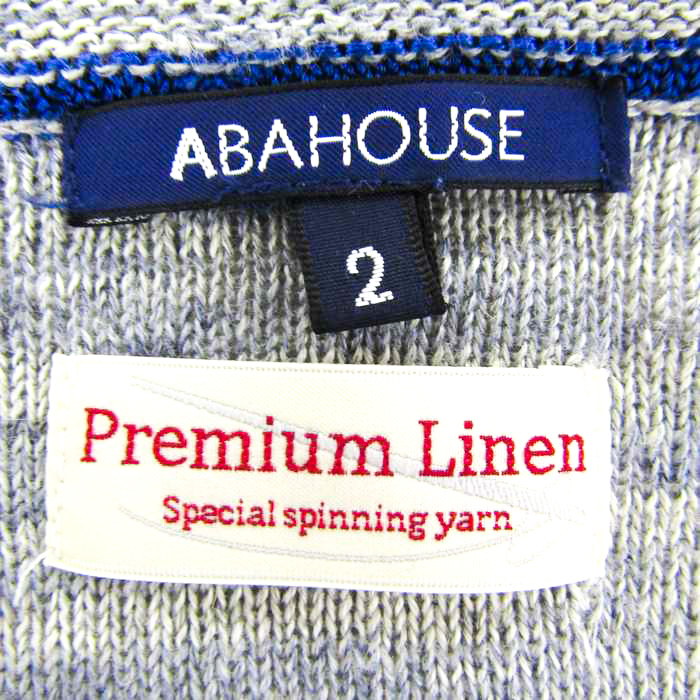 ABAHOUSE
2
Premium Linen
Special spinning yarn